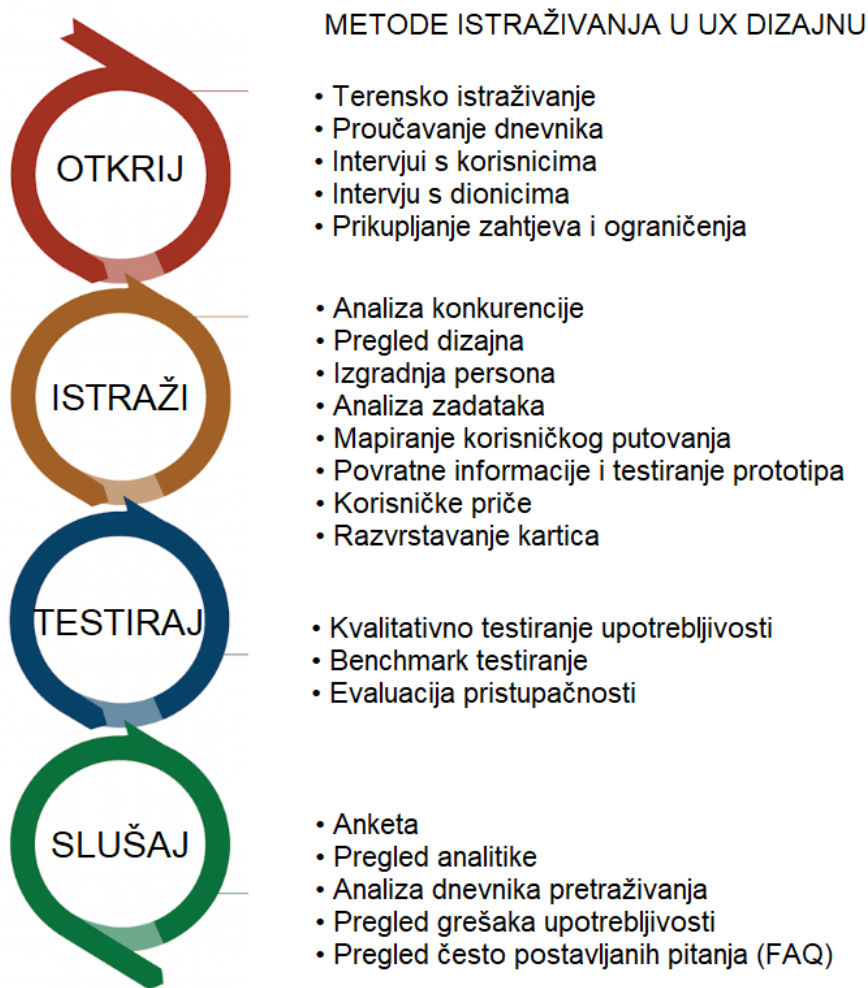 METODE ISTRAŽIVANJA U UX DIZAJNU
OTKRIJ
• Terensko istraživanje
• Proučavanje dnevnika
• Intervjui s korisnicima
• Intervju s dionicima
• Prikupljanje zahtjeva i ograničenja
ISTRAŽI
• Analiza konkurencije
• Pregled dizajna
• Izgradnja persona
• Analiza zadataka
• Mapiranje korisničkog putovanja
• Povratne informacije i testiranje prototipa
• Korisničke priče
• Razvrstavanje kartica
TESTIRAJ
• Kvalitativno testiranje upotrebljivosti
• Benchmark testiranje
• Evaluacija pristupačnosti
SLUŠAJ
• Anketa
• Pregled analitike
• Analiza dnevnika pretraživanja
• Pregled grešaka upotrebljivosti
• Pregled često postavljanih pitanja (FAQ)